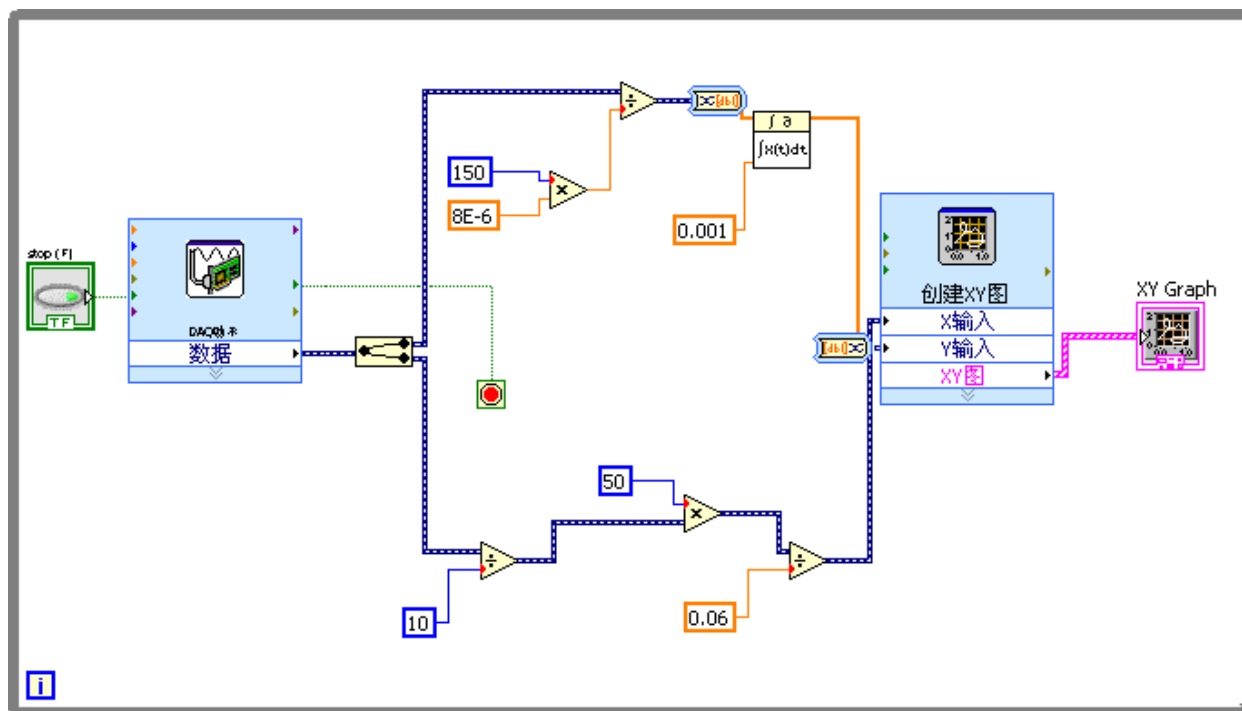 150
8E-6
∫∂
∫x(t)dt
0.001
stop (F)
TF
DAQ助手
数据
创建XY图
X输入
Y输入
XY图
XY Graph
50
10
0.06
i